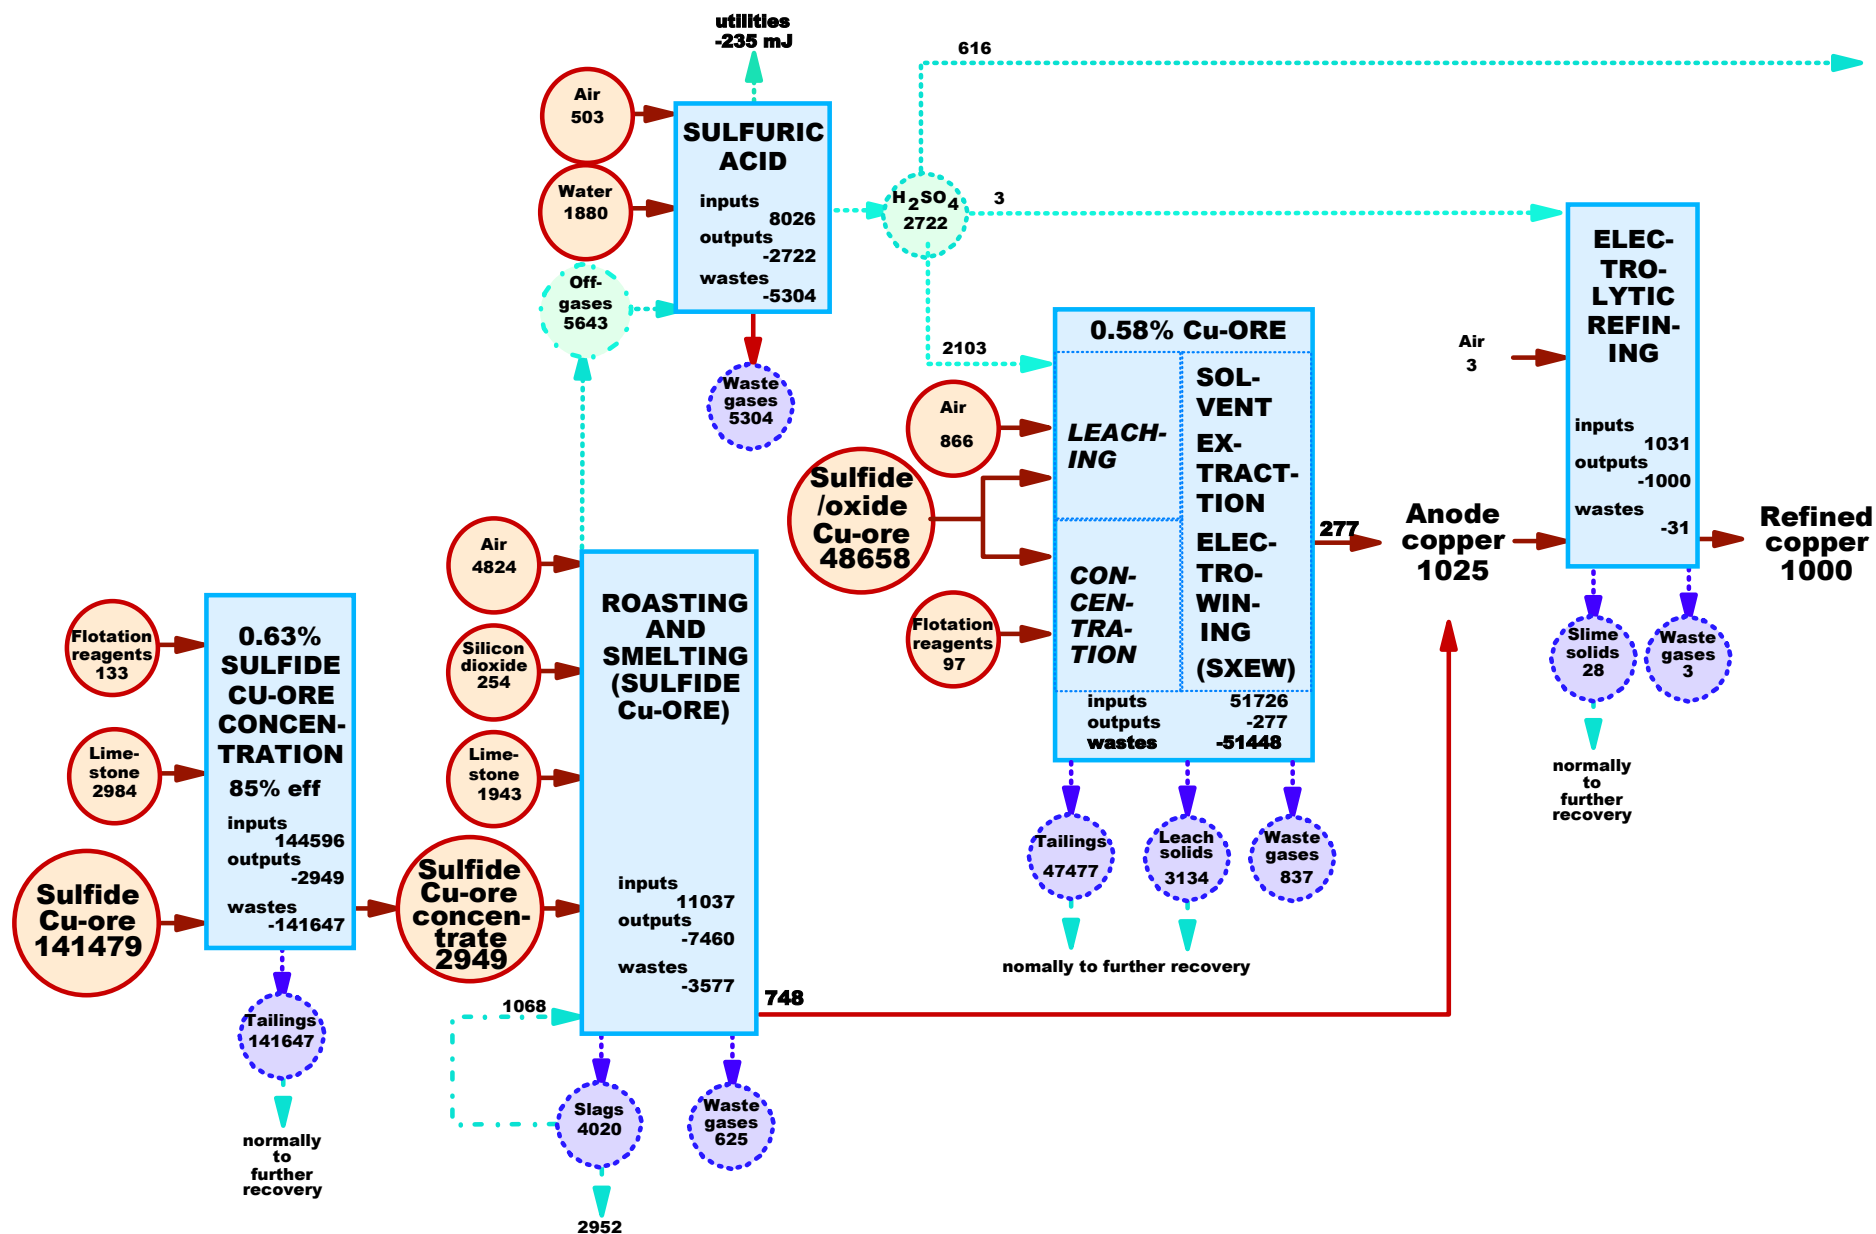 utilities
-235 mJ
616
Air
503
SULFURIC
ACID
inputs
8026
outputs
-2722
wastes
-5304
Water
1880
H2SO4
2722
3
Off-
gases
5643
2103
Waste
gases
5304
ELEC-
TRO-
LYTIC
REFIN-
ING
inputs
1031
outputs
-1000
wastes
-31
Air
3
0.58% Cu-ORE
LEACH-
ING
CON-
CEN-
TRA-
TION
SOL-
VENT
EX-
TRACT-
TION
ELEC-
TRO-
WIN-
ING
(SXEW)
inputs 51726
outputs -277
wastes -51448
Air
866
Sulfide
/oxide
Cu-ore
48658
Flotation
reagents
97
277
Anode
copper
1025
Refined
copper
1000
Slime
solids
28
Waste
gases
3
normally
to
further
recovery
Tailings
47477
Leach
solids
3134
Waste
gases
837
nomally to further recovery
Air
4824
Silicon
dioxide
254
Lime-
stone
1943
Sulfide
Cu-ore
concen-
trate
2949
ROASTING
AND
SMELTING
(SULFIDE
Cu-ORE)
inputs
11037
outputs
-7460
wastes
-3577
748
1068
Slags
4020
Waste
gases
625
2952
Flotation
reagents
133
Lime-
stone
2984
Sulfide
Cu-ore
141479
0.63%
SULFIDE
CU-ORE
CONCEN-
TRATION
85% eff
inputs
144596
outputs
-2949
wastes
-141647
Tailings
141647
normally
to
further
recovery